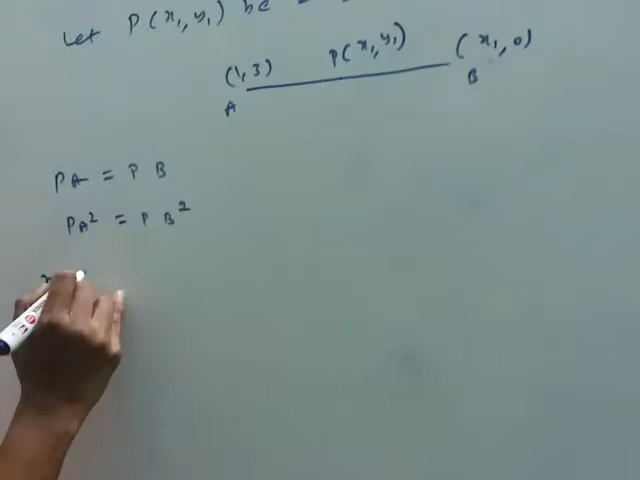 Let P(x₁,y₁) be
(1,3) P(x₁,y₁) (x₁,0)
A B
PA = PB
PA² = PB²